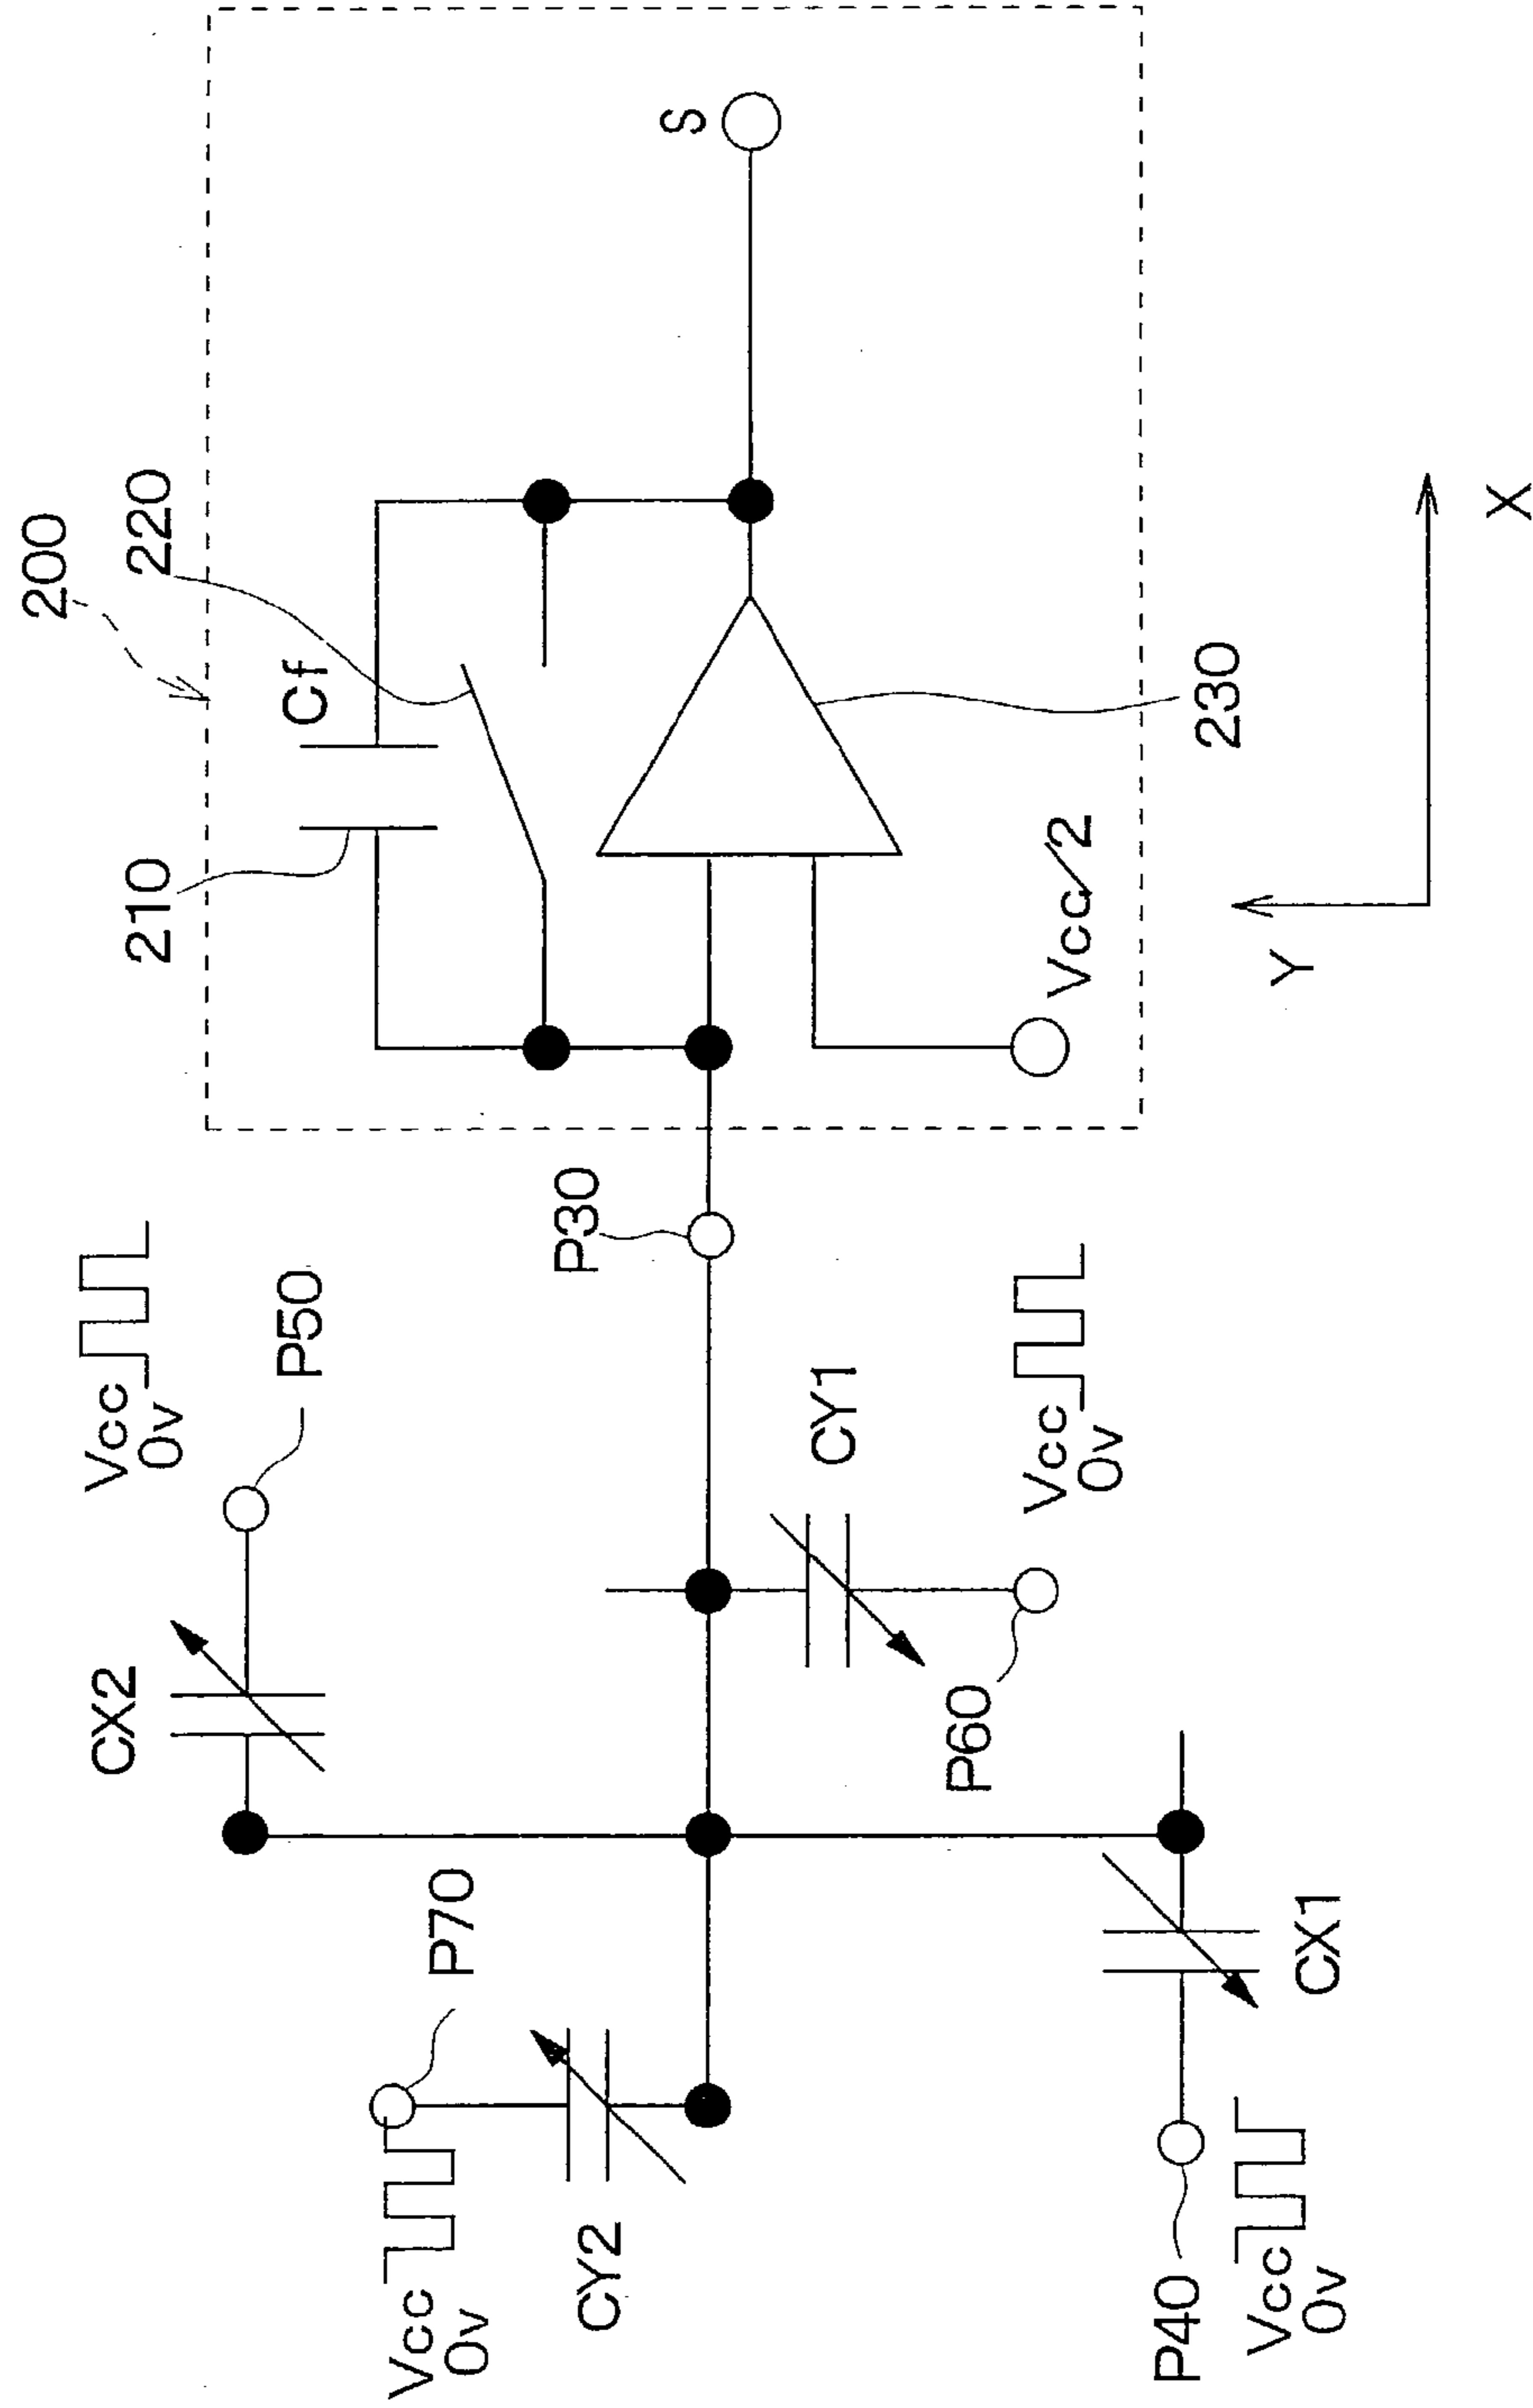 200
220
Cf
210
S
230
Vcc/2
Y
X
P30
Vcc
0v
P50
CX2
CY1
Vcc
0v
P60
P70
Vcc
0v
CY2
CX1
P40
Vcc
0v